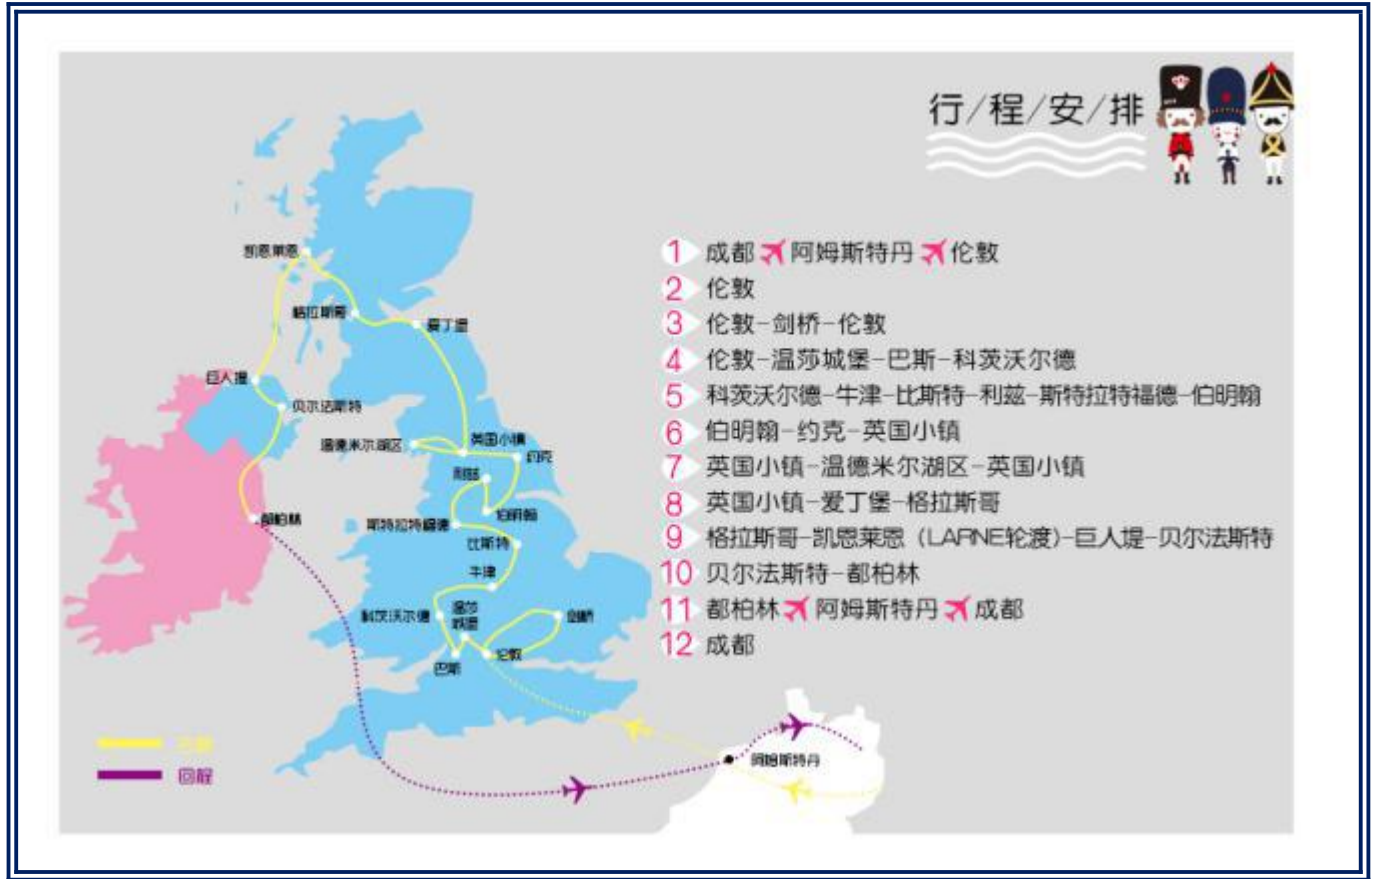 行/程/安/排
1 成都 阿姆斯特丹 伦敦
2 伦敦
3 伦敦-剑桥-伦敦
4 伦敦-温莎城堡-巴斯-科茨沃尔德
5 科茨沃尔德-牛津-比斯特-利兹-斯特拉特福德-伯明翰
6 伯明翰-约克-英国小镇
7 英国小镇-温德米尔湖区-英国小镇
8 英国小镇-爱丁堡-格拉斯哥
9 格拉斯哥-凯恩莱恩（LARNE轮渡）-巨人堤-贝尔法斯特
10 贝尔法斯特-都柏林
11 都柏林 阿姆斯特丹 成都
12 成都
凯恩莱恩
格拉斯哥
爱丁堡
巨人堤
贝尔法斯特
温德米尔湖区
英国小镇
约克
利兹
都柏林
斯特拉特福德
伯明翰
比斯特
牛津
科茨沃尔德
温莎
城堡
剑桥
巴斯
伦敦
回程
阿姆斯特丹